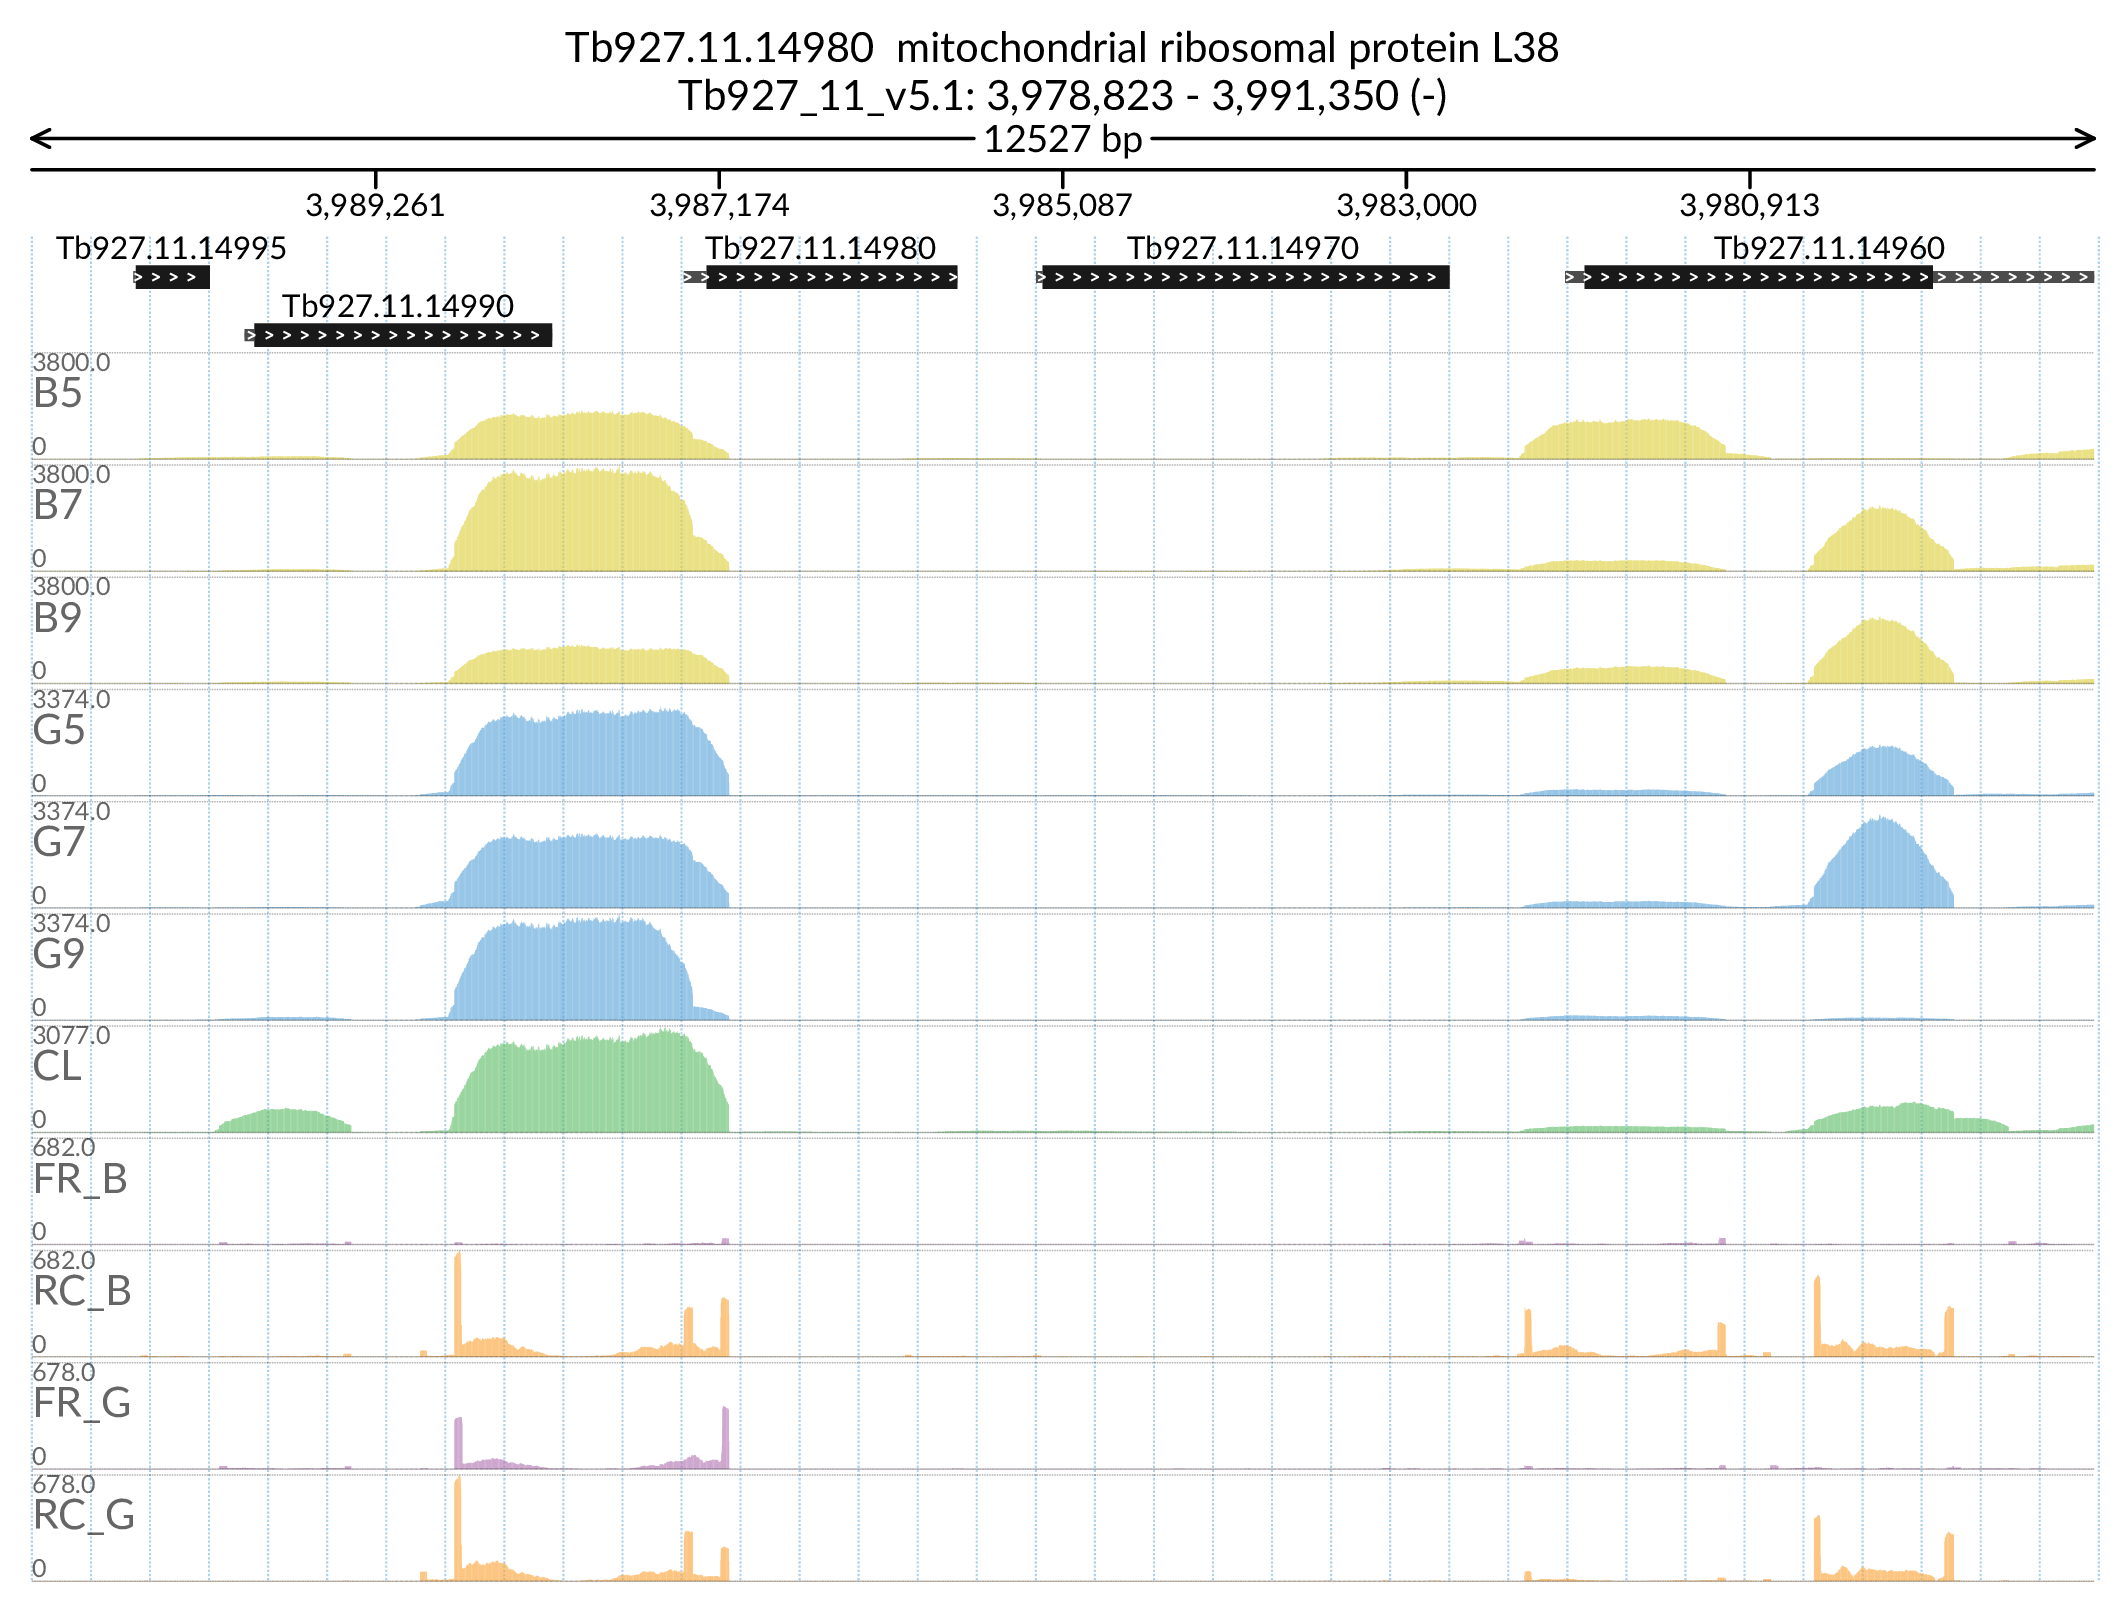 Tb927.11.14980 mitochondrial ribosomal protein L38
Tb927_11_v5.1: 3,978,823 - 3,991,350 (-)
12527 bp
3,989,261 3,987,174 3,985,087 3,983,000 3,980,913
Tb927.11.14995 Tb927.11.14980 Tb927.11.14970 Tb927.11.14960
Tb927.11.14990
3800.0
B5
0
3800.0
B7
0
3800.0
B9
0
3374.0
G5
0
3374.0
G7
0
3374.0
G9
0
3077.0
CL
0
682.0
FR_B
0
682.0
RC_B
0
678.0
FR_G
0
678.0
RC_G
0